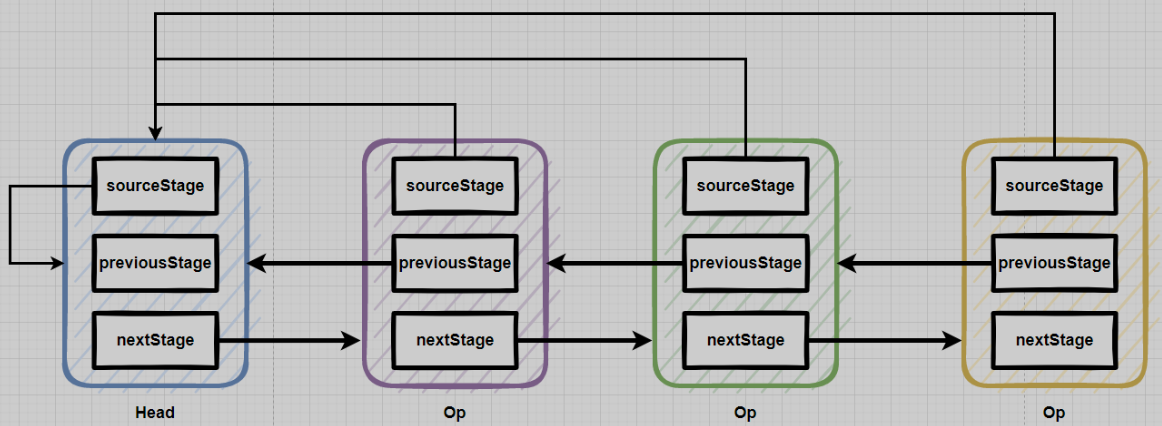 sourceStage
sourceStage
sourceStage
sourceStage
previousStage
previousStage
previousStage
previousStage
nextStage
nextStage
nextStage
nextStage
Head
Op
Op
Op